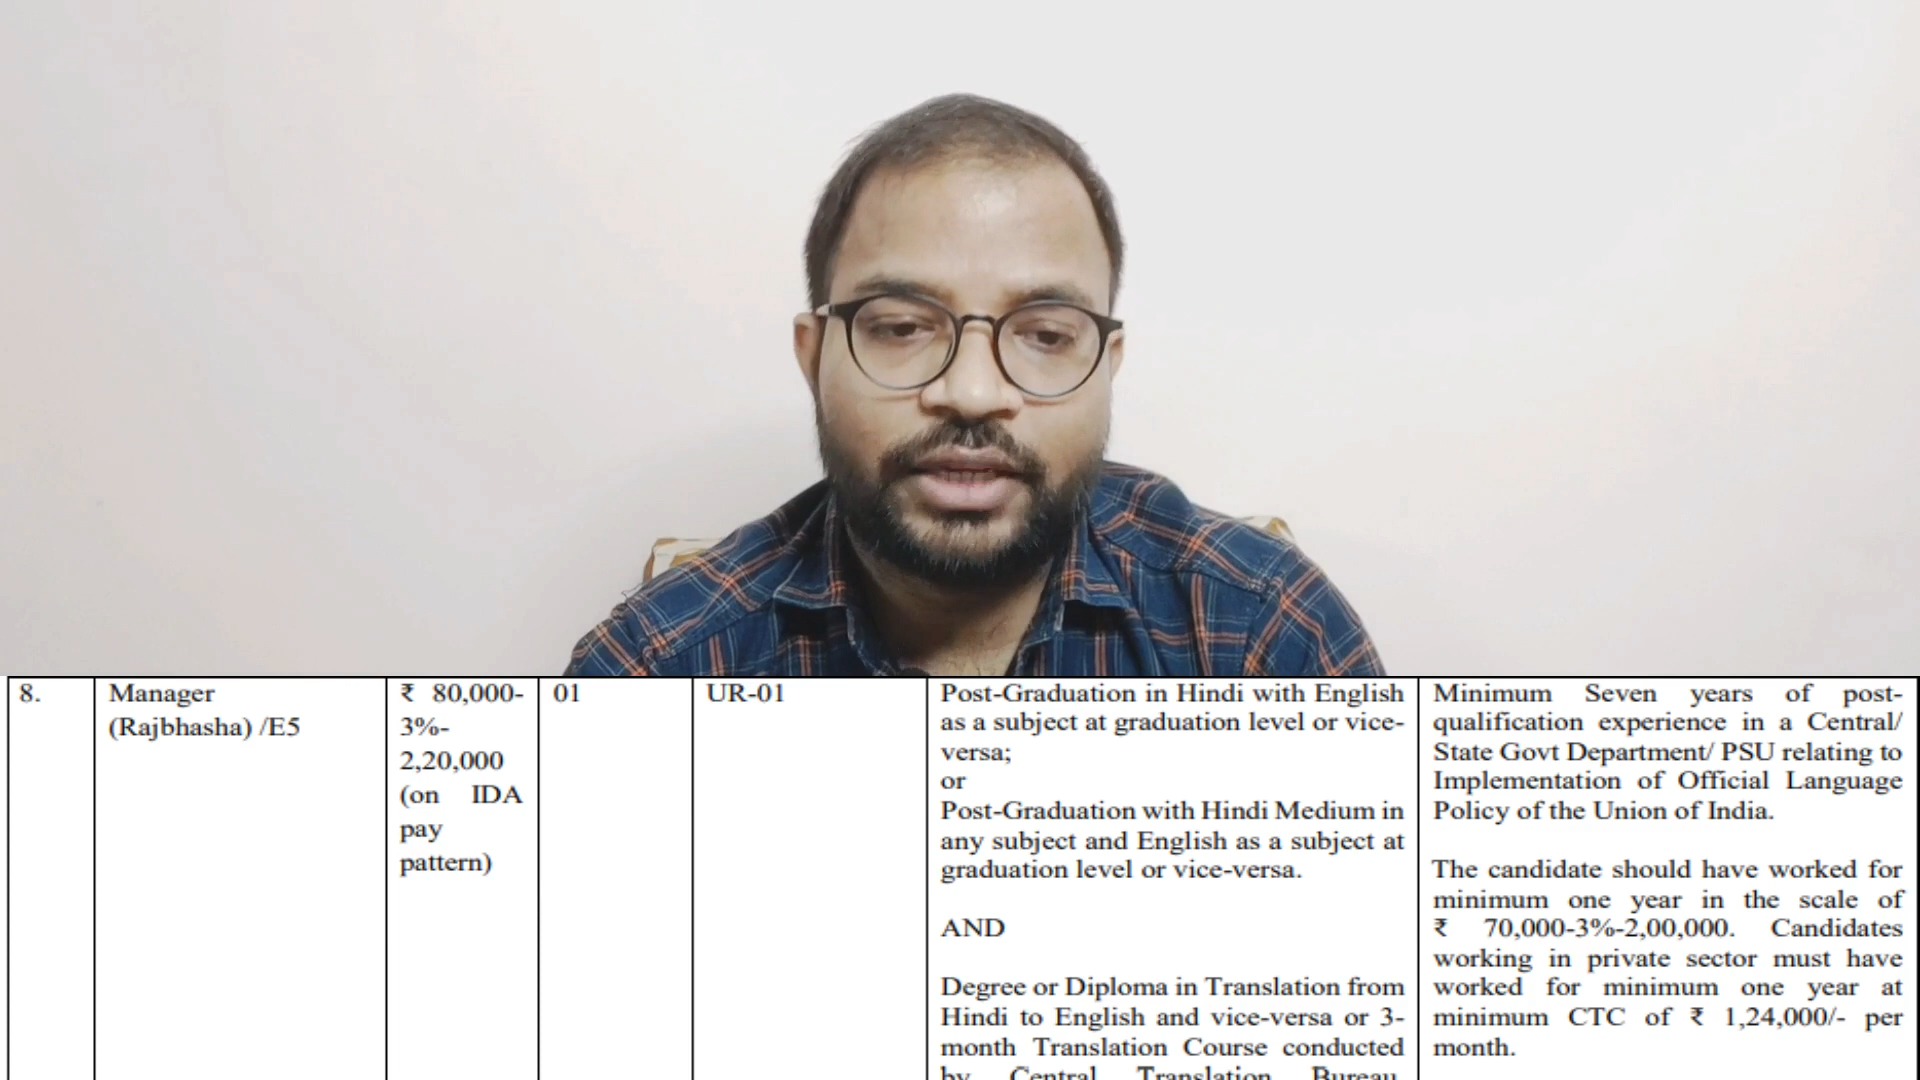 8.
Manager
(Rajbhasha) /E5
₹ 80,000-
3%-
2,20,000
(on IDA
pay
pattern)
01
UR-01
Post-Graduation in Hindi with English
as a subject at graduation level or vice-
versa;
or
Post-Graduation with Hindi Medium in
any subject and English as a subject at
graduation level or vice-versa.
AND
Degree or Diploma in Translation from
Hindi to English and vice-versa or 3-
month Translation Course conducted
by Central Translation Bureau,
Minimum Seven years of post-
qualification experience in a Central/
State Govt Department/ PSU relating to
Implementation of Official Language
Policy of the Union of India.
The candidate should have worked for
minimum one year in the scale of
₹ 70,000-3%-2,00,000. Candidates
working in private sector must have
worked for minimum one year at
minimum CTC of ₹ 1,24,000/- per
month.